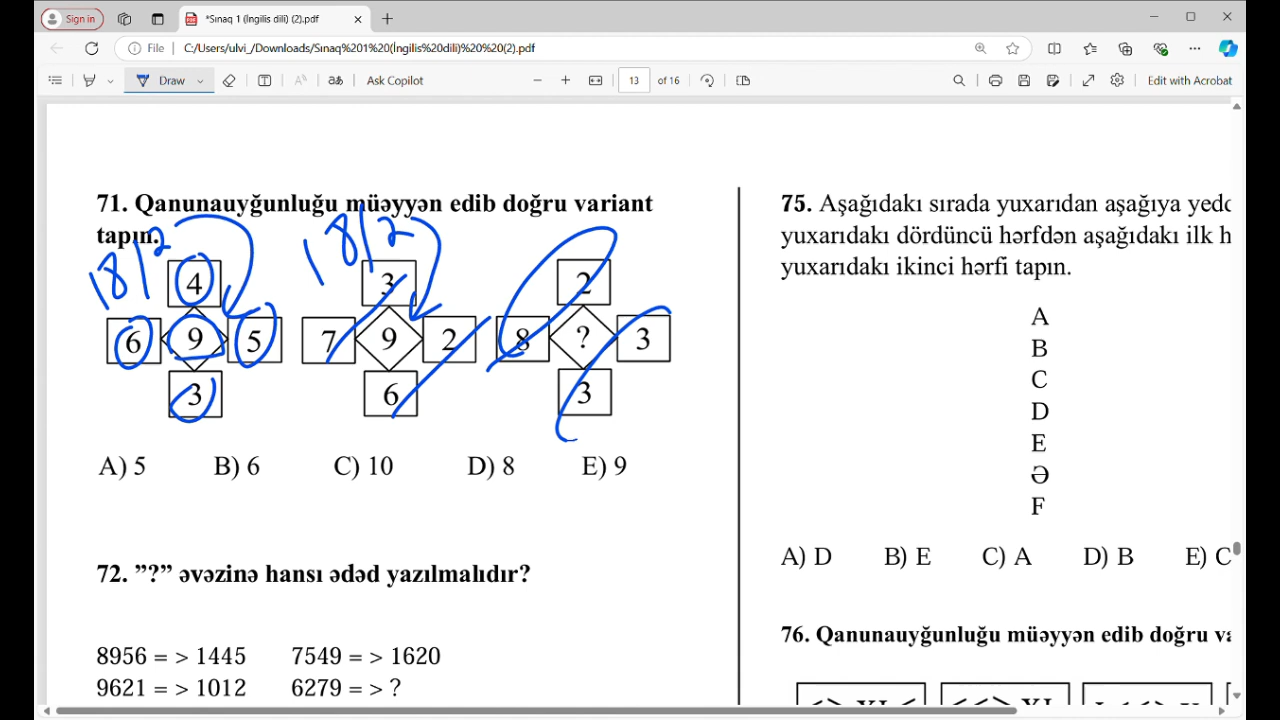 Sign in
*Sınaq 1 (İngilis dili) (2).pdf
File
C:/Users/ulvi_/Downloads/Sınaq%201%20(İngilis%20dili)%20%20(2).pdf
Draw
Ask Copilot
13 of 16
Edit with Acrobat
71. Qanunauyğunluğu müəyyən edib doğru variant
tapın.
18/2
18/2
4
3
2
6 9 5
7 9 2
8 ? 3
3
6
3
A) 5 B) 6 C) 10 D) 8 E) 9
72. ”?” əvəzinə hansı ədəd yazılmalıdır?
8956 = > 1445 7549 = > 1620
9621 = > 1012 6279 = > ?
75. Aşağıdakı sırada yuxarıdan aşağıya yedd
yuxarıdakı dördüncü hərfdən aşağıdakı ilk h
yuxarıdakı ikinci hərfi tapın.
A
B
C
D
E
Ə
F
A) D B) E C) A D) B E) C
76. Qanunauyğunluğu müəyyən edib doğru va